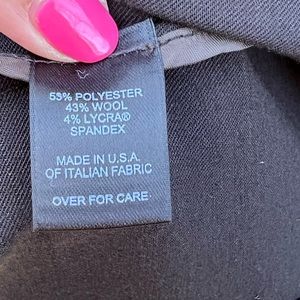 53% POLYESTER
43% WOOL
4% LYCRA®
SPANDEX
MADE IN U.S.A.
OF ITALIAN FABRIC
OVER FOR CARE